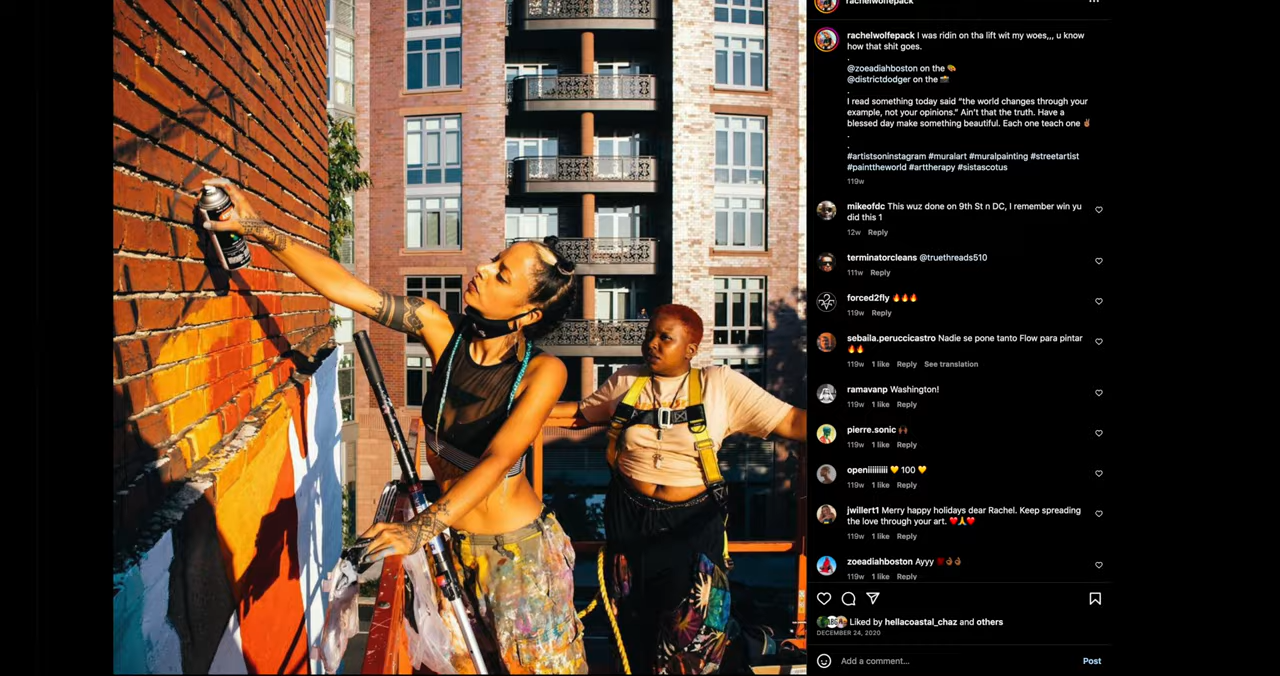 rachelwolfepack
rachelwolfepack I was ridin on tha lift wit my woes,,, u know
how that shit goes.
.
@zoeadiahboston on the
@districtdodger on the
.
I read something today said “the world changes through your
example, not your opinions.” Ain't that the truth. Have a
blessed day make something beautiful. Each one teach one
.
.
#artistsoninstagram #muralart #muralpainting #streetartist
#painttheworld #arttherapy #sistascotus
119w
mikeofdc This wuz done on 9th St n DC, I remember win yu
did this 1
12w Reply
terminatorcleans @truethreads510
111w Reply
forced2fly
119w Reply
sebaila.peruccicastro Nadie se pone tanto Flow para pintar
119w 1 like Reply See translation
ramavanp Washington!
119w 1 like Reply
pierre.sonic
119w 1 like Reply
openiiiiiiiiii 100
119w 1 like Reply
jwillert1 Merry happy holidays dear Rachel. Keep spreading
the love through your art.
119w 1 like Reply
zoeadiahboston Ayyy
119w 1 like Reply
Liked by hellacoastal_chaz and others
DECEMBER 24, 2020
Add a comment... Post